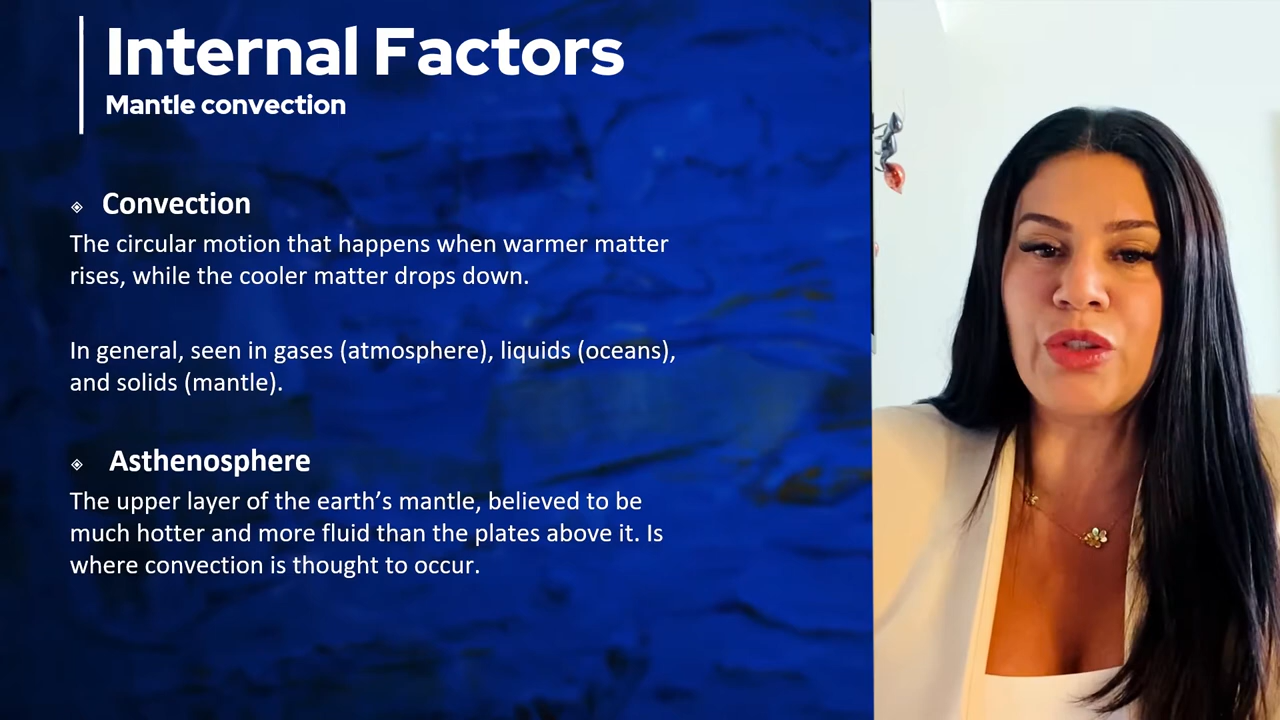 Internal Factors
Mantle convection
Convection
The circular motion that happens when warmer matter
rises, while the cooler matter drops down.
In general, seen in gases (atmosphere), liquids (oceans),
and solids (mantle).
Asthenosphere
The upper layer of the earth’s mantle, believed to be
much hotter and more fluid than the plates above it. Is
where convection is thought to occur.